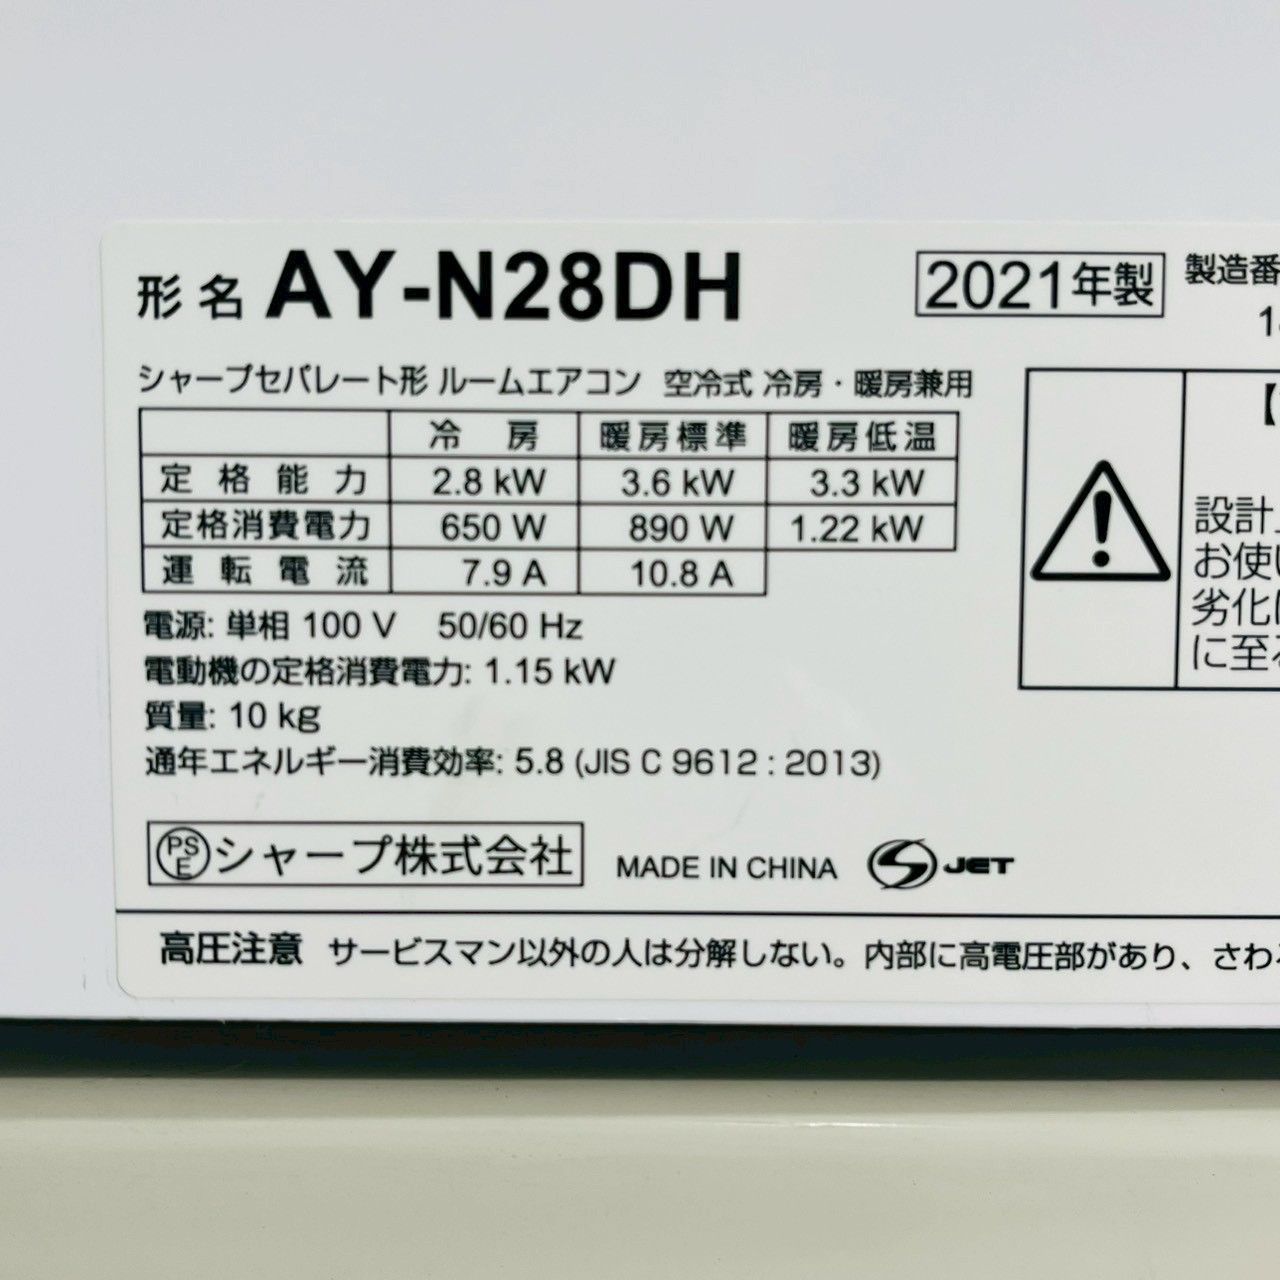 形名 AY-N28DH 2021年製 製造番
シャープセパレート形 ルームエアコン 空冷式 冷房・暖房兼用
冷 房 暖房標準 暖房低温
定格能力 2.8 kW 3.6 kW 3.3 kW
定格消費電力 650 W 890 W 1.22 kW
運転電流 7.9 A 10.8 A
電源: 単相 100 V 50/60 Hz
電動機の定格消費電力: 1.15 kW
質量: 10 kg
通年エネルギー消費効率: 5.8 (JIS C 9612 : 2013)
【
設計
お使い
劣化
に至る
PSE シャープ株式会社 MADE IN CHINA S JET
高圧注意 サービスマン以外の人は分解しない。内部に高電圧部があり、さわ